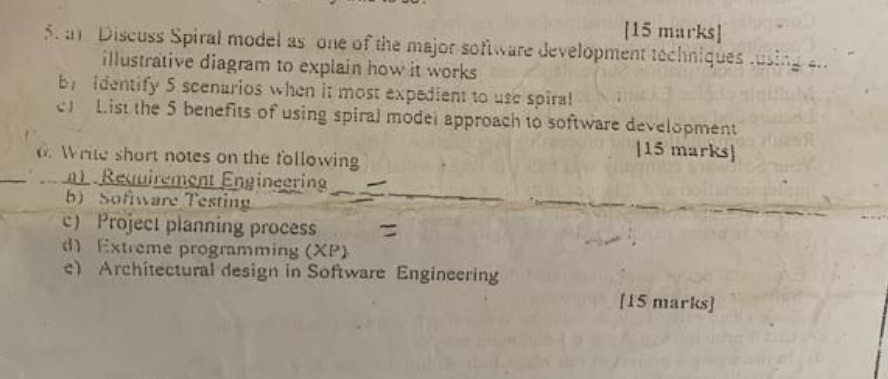 [15 marks]
5. a) Discuss Spiral model as one of the major software development techniques using
illustrative diagram to explain how it works
b) identify 5 scenarios when it most expedient to use spiral
c) List the 5 benefits of using spiral model approach to software development
[15 marks]
6. Write short notes on the following
a) Requirement Engineering
b) Software Testing
c) Project planning process
d) Extreme programming (XP)
e) Architectural design in Software Engineering
[15 marks]